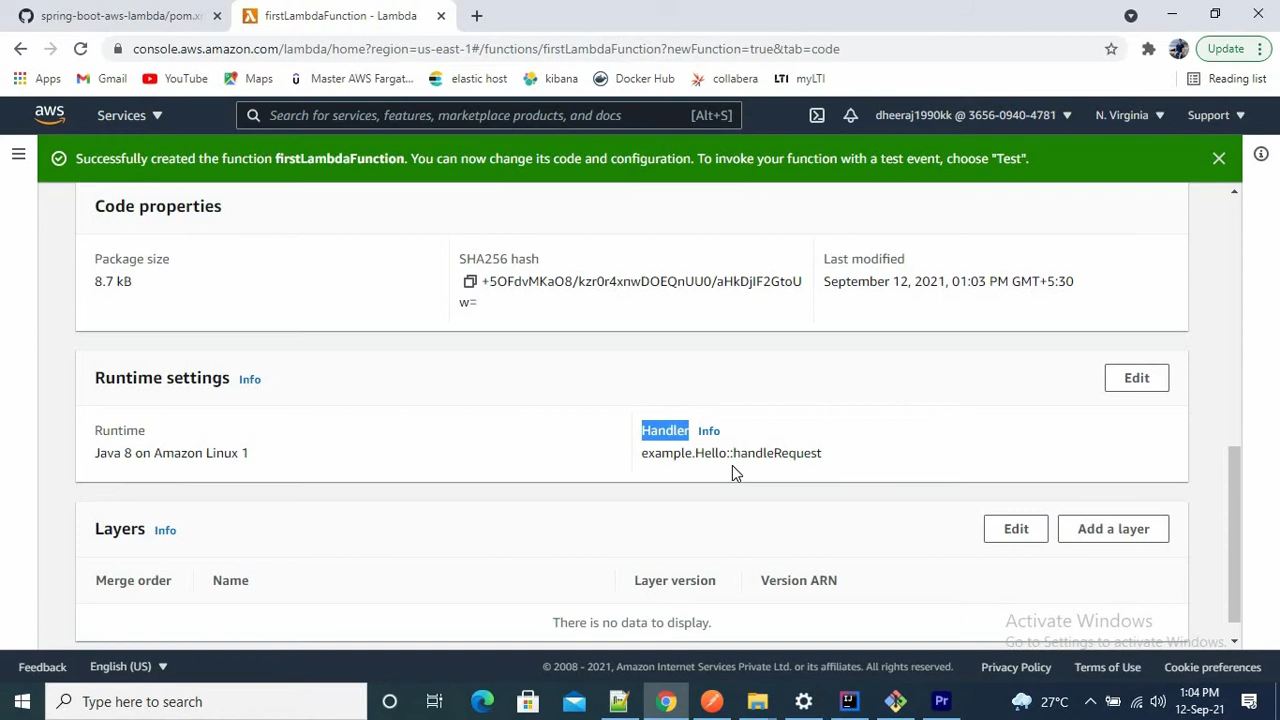 spring-boot-aws-lambda/pom.x
firstLambdaFunction - Lambda
console.aws.amazon.com/lambda/home?region=us-east-1#/functions/firstLambdaFunction?newFunction=true&tab=code
Update
Apps
Gmail
YouTube
Maps
Master AWS Fargat...
elastic host
kibana
Docker Hub
collabera
LTI myLTI
Reading list
aws
Services
Search for services, features, marketplace products, and docs
[Alt+S]
dheeraj1990kk @ 3656-0940-4781
N. Virginia
Support
Successfully created the function firstLambdaFunction. You can now change its code and configuration. To invoke your function with a test event, choose "Test".
Code properties
Package size
8.7 kB
SHA256 hash
+5OFdvMKaO8/kzr0r4xnwDOEQnUU0/aHkDjIF2GtoU
w=
Last modified
September 12, 2021, 01:03 PM GMT+5:30
Runtime settings
Info
Edit
Runtime
Java 8 on Amazon Linux 1
Handler
Info
example.Hello::handleRequest
Layers
Info
Edit
Add a layer
Merge order
Name
Layer version
Version ARN
There is no data to display.
Activate Windows
Go to Settings to activate Windows.
Feedback
English (US)
© 2008 - 2021, Amazon Internet Services Private Ltd. or its affiliates. All rights reserved.
Privacy Policy
Terms of Use
Cookie preferences
Type here to search
Pr
27°C
1:04 PM
12-Sep-21